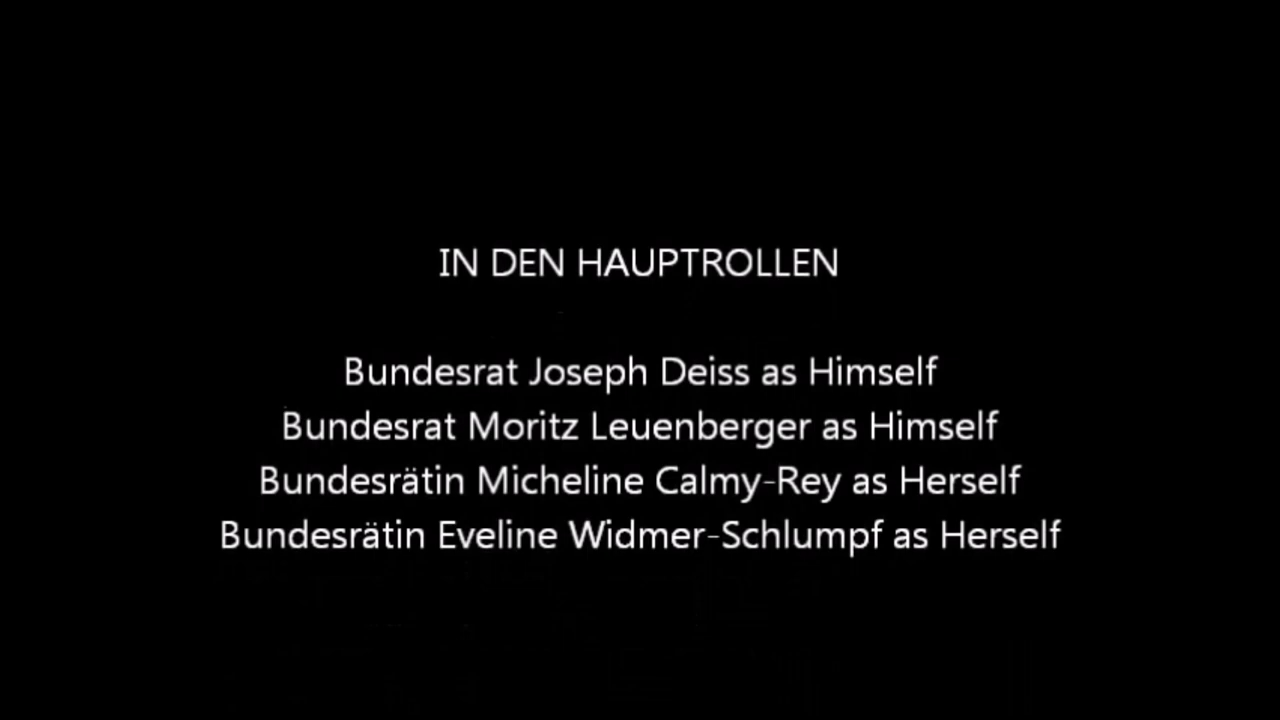 IN DEN HAUPTROLLEN
Bundesrat Joseph Deiss as Himself
Bundesrat Moritz Leuenberger as Himself
Bundesrätin Micheline Calmy-Rey as Herself
Bundesrätin Eveline Widmer-Schlumpf as Herself